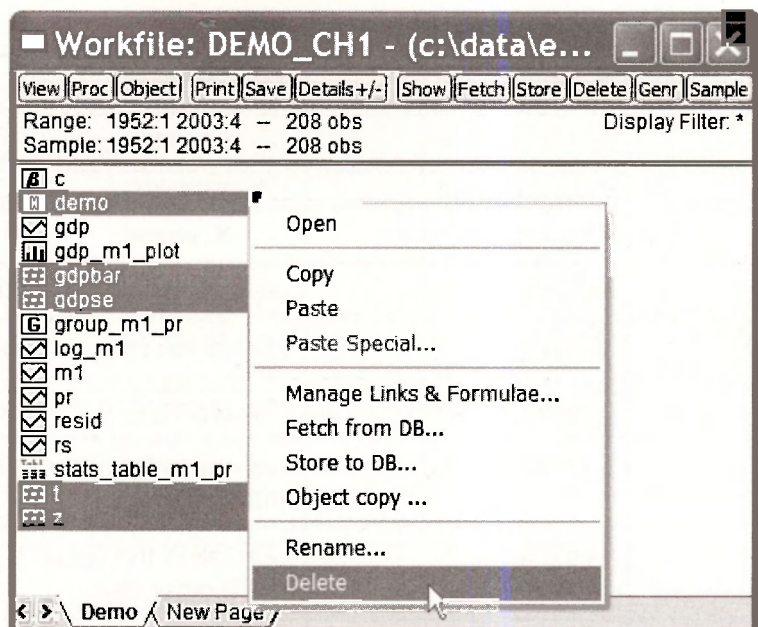 Workfile: DEMO_CH1 - (c:\data\e...
View Proc Object Print Save Details+/- Show Fetch Store Delete Genr Sample
Range: 1952:1 2003:4 -- 208 obs Display Filter: *
Sample: 1952:1 2003:4 -- 208 obs
β c
demo
gdp
gdp_m1_plot
gdpbar
gdpse
G group_m1_pr
log_m1
m1
pr
resid
rs
stats_table_m1_pr
t
z
Open
Copy
Paste
Paste Special...
Manage Links & Formulae...
Fetch from DB...
Store to DB...
Object copy ...
Rename...
Delete
< > Demo New Page